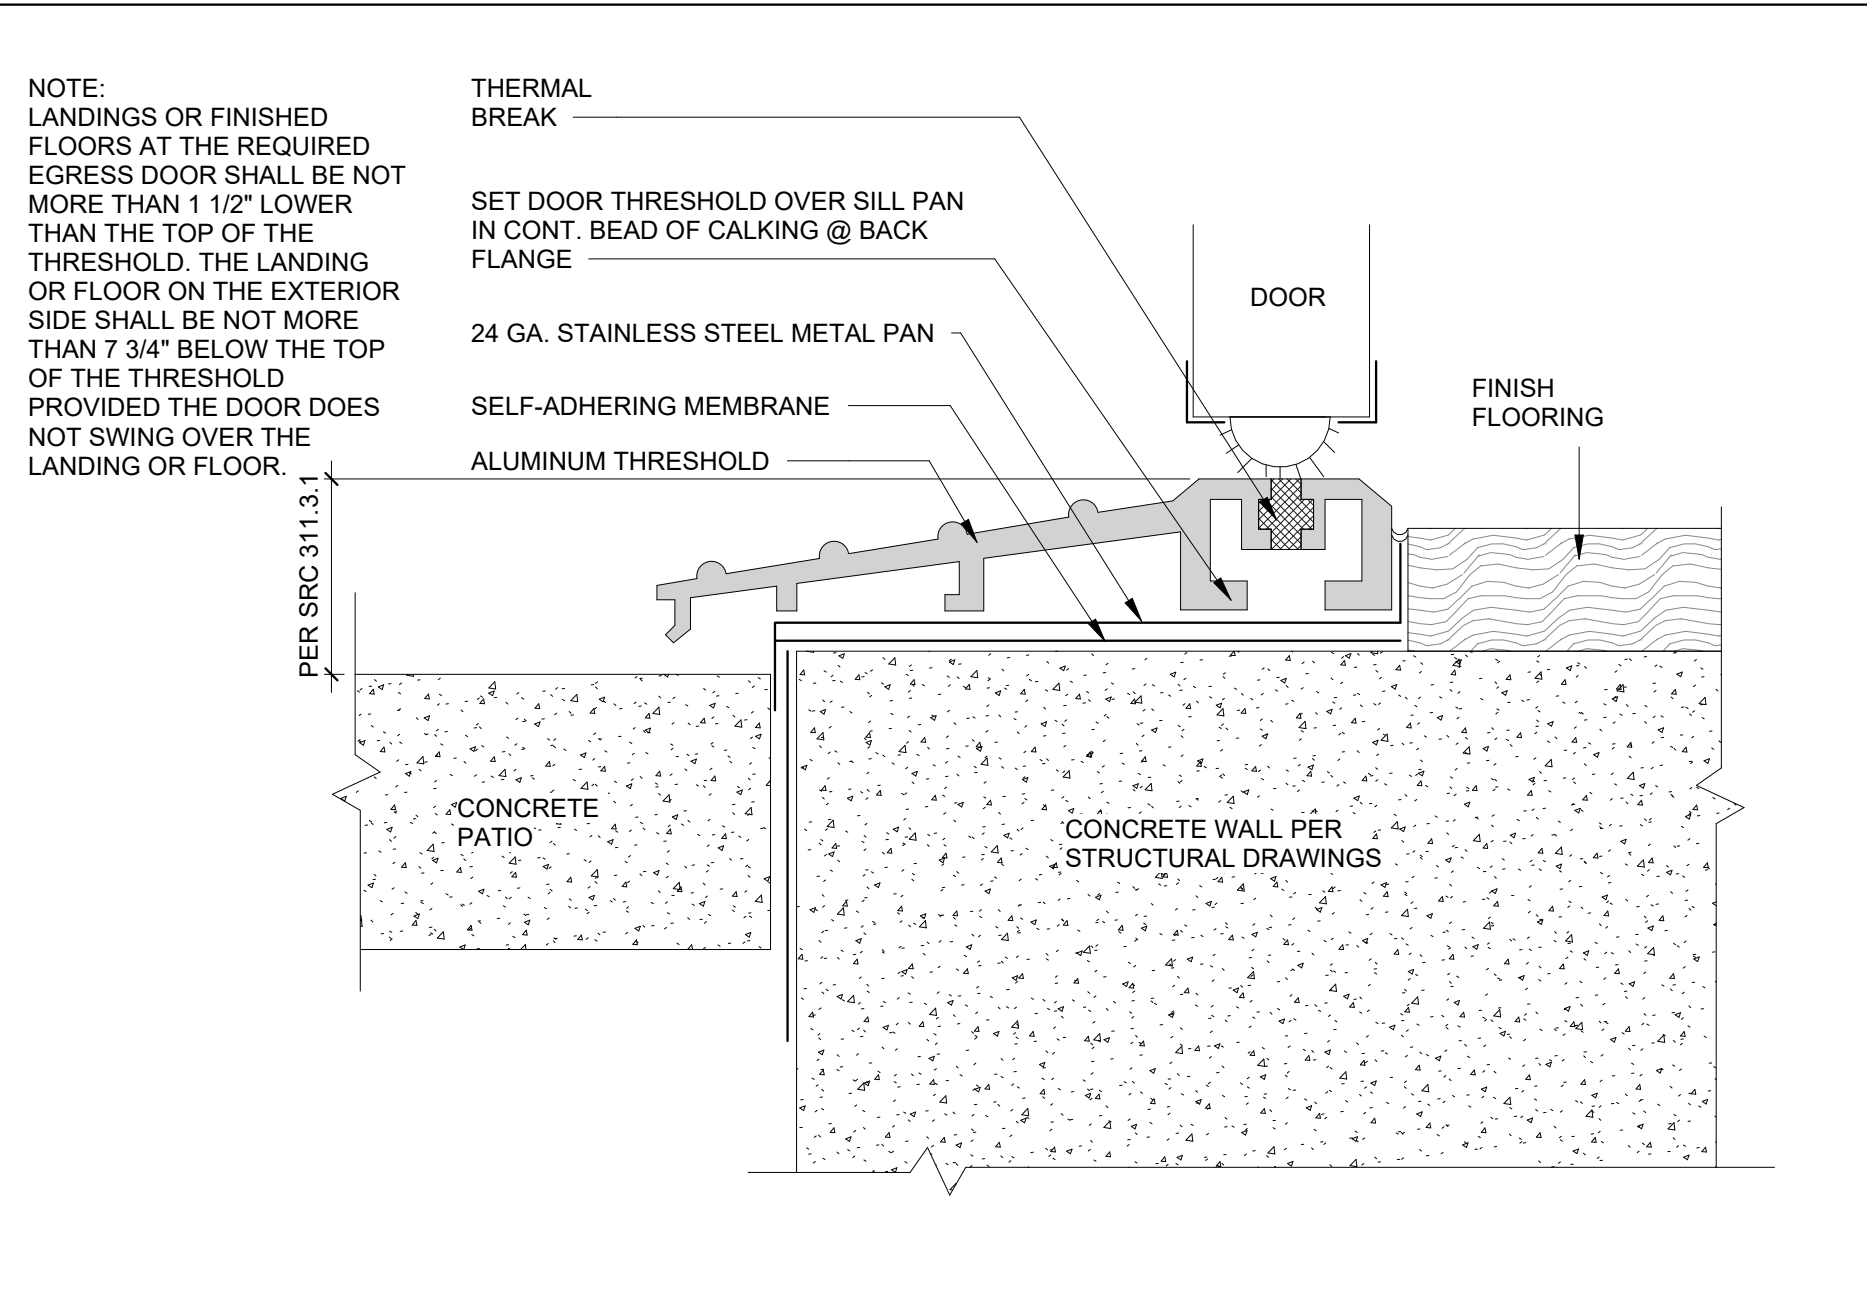 NOTE:
LANDINGS OR FINISHED
FLOORS AT THE REQUIRED
EGRESS DOOR SHALL BE NOT
MORE THAN 1 1/2" LOWER
THAN THE TOP OF THE
THRESHOLD. THE LANDING
OR FLOOR ON THE EXTERIOR
SIDE SHALL BE NOT MORE
THAN 7 3/4" BELOW THE TOP
OF THE THRESHOLD
PROVIDED THE DOOR DOES
NOT SWING OVER THE
LANDING OR FLOOR.
PER SRC 311.3.1
THERMAL
BREAK
SET DOOR THRESHOLD OVER SILL PAN
IN CONT. BEAD OF CALKING @ BACK
FLANGE
24 GA. STAINLESS STEEL METAL PAN
SELF-ADHERING MEMBRANE
ALUMINUM THRESHOLD
DOOR
FINISH
FLOORING
CONCRETE
PATIO
CONCRETE WALL PER
STRUCTURAL DRAWINGS